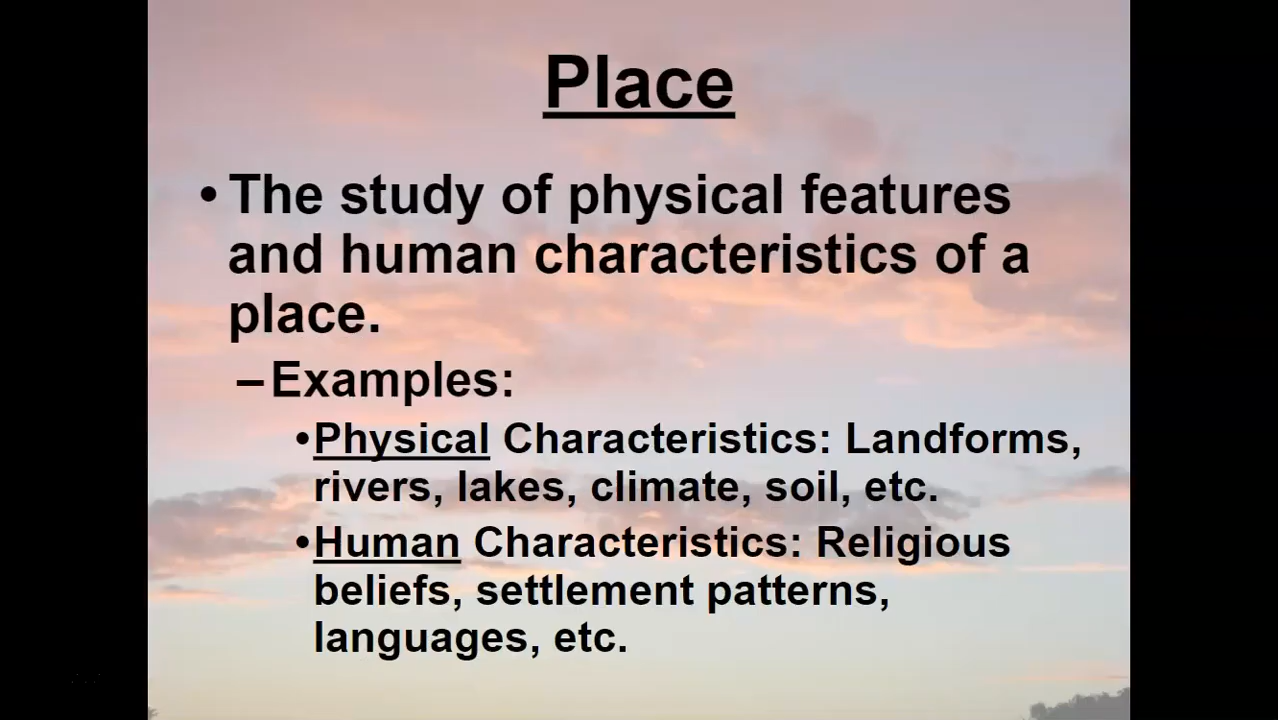 Place
• The study of physical features
and human characteristics of a
place.
– Examples:
•Physical Characteristics: Landforms,
rivers, lakes, climate, soil, etc.
•Human Characteristics: Religious
beliefs, settlement patterns,
languages, etc.